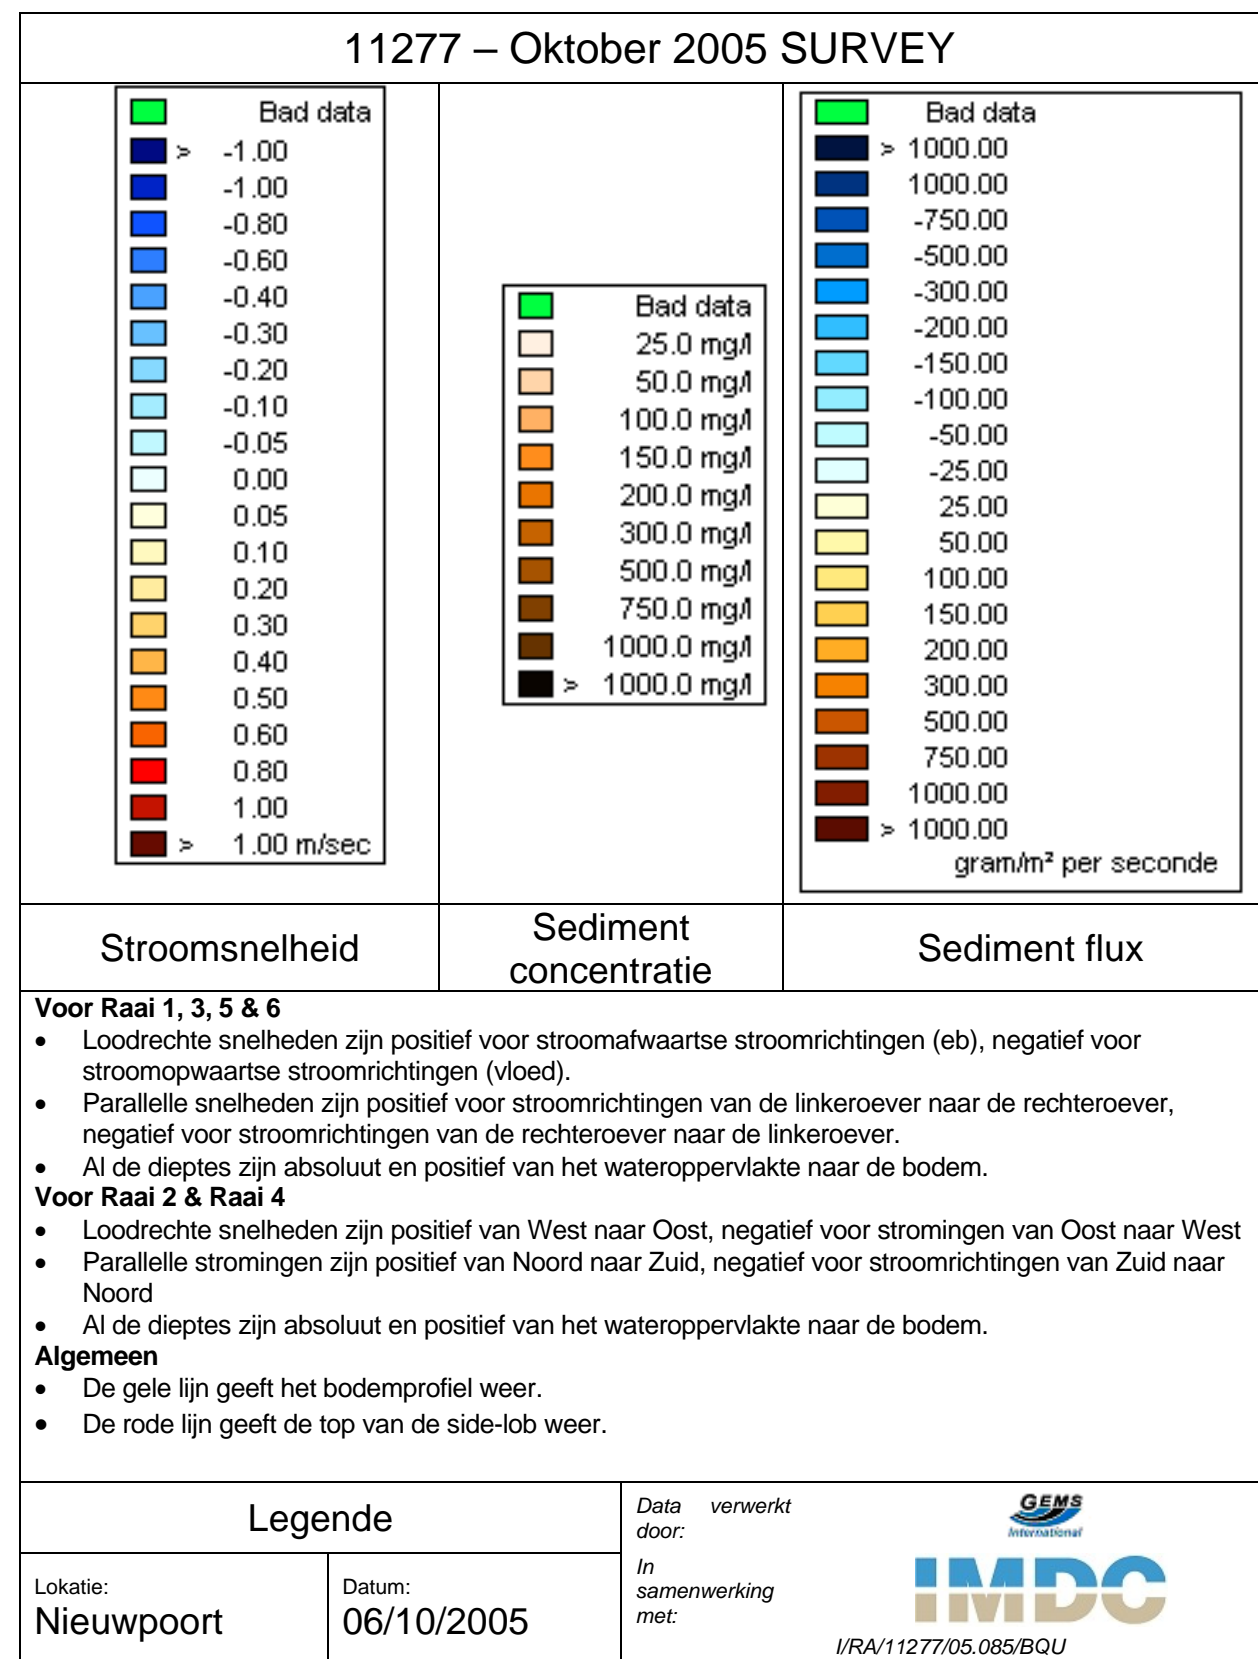 11277 – Oktober 2005 SURVEY
Bad data
> -1.00
-1.00
-0.80
-0.60
-0.40
-0.30
-0.20
-0.10
-0.05
0.00
0.05
0.10
0.20
0.30
0.40
0.50
0.60
0.80
1.00
> 1.00 m/sec
Bad data
25.0 mg/l
50.0 mg/l
100.0 mg/l
150.0 mg/l
200.0 mg/l
300.0 mg/l
500.0 mg/l
750.0 mg/l
1000.0 mg/l
> 1000.0 mg/l
Bad data
> 1000.00
1000.00
-750.00
-500.00
-300.00
-200.00
-150.00
-100.00
-50.00
-25.00
25.00
50.00
100.00
150.00
200.00
300.00
500.00
750.00
1000.00
> 1000.00
gram/m² per seconde
Stroomsnelheid
Sediment
concentratie
Sediment flux
Voor Raai 1, 3, 5 & 6
• Loodrechte snelheden zijn positief voor stroomafwaartse stroomrichtingen (eb), negatief voor
stroomopwaartse stroomrichtingen (vloed).
• Parallelle snelheden zijn positief voor stroomrichtingen van de linkeroever naar de rechteroever,
negatief voor stroomrichtingen van de rechteroever naar de linkeroever.
• Al de dieptes zijn absoluut en positief van het wateroppervlakte naar de bodem.
Voor Raai 2 & Raai 4
• Loodrechte snelheden zijn positief van West naar Oost, negatief voor stromingen van Oost naar West
• Parallelle stromingen zijn positief van Noord naar Zuid, negatief voor stroomrichtingen van Zuid naar
Noord
• Al de dieptes zijn absoluut en positief van het wateroppervlakte naar de bodem.
Algemeen
• De gele lijn geeft het bodemprofiel weer.
• De rode lijn geeft de top van de side-lob weer.
Legende
Lokatie:
Nieuwpoort
Datum:
06/10/2005
Data verwerkt
door:
GEMS
International
In
samenwerking
met:
IMDC
I/RA/11277/05.085/BQU